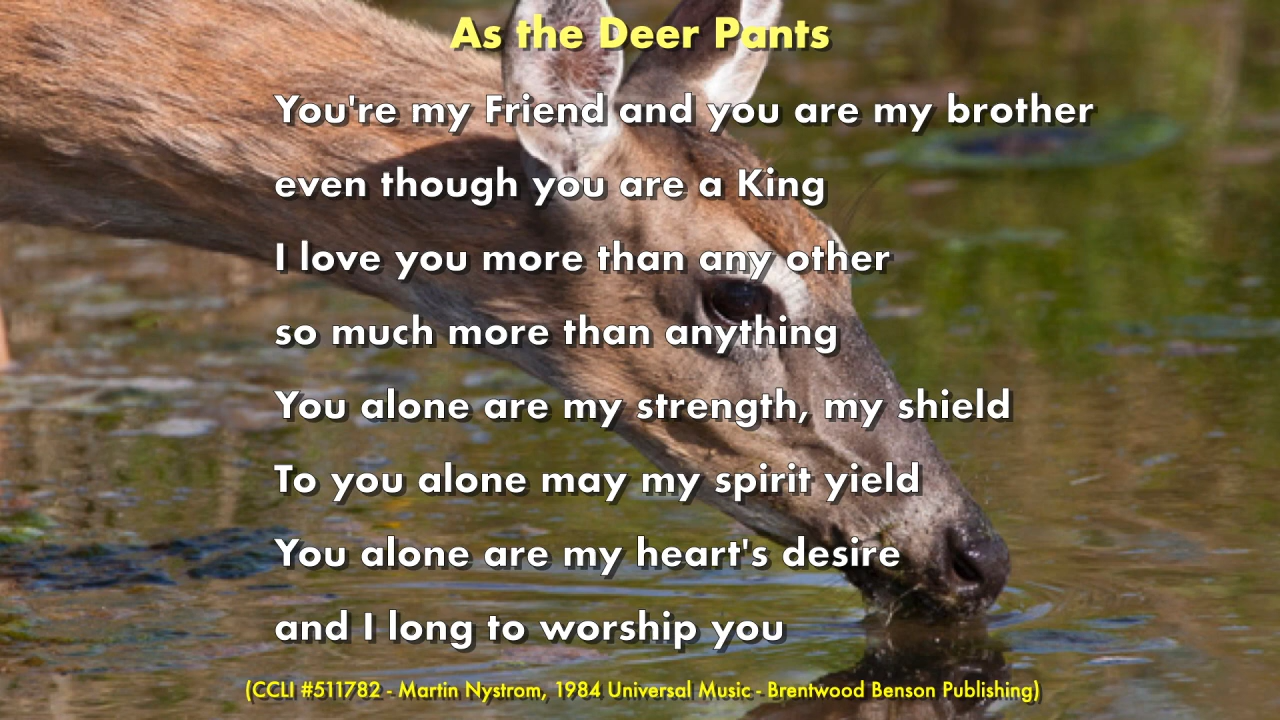 As the Deer Pants
You're my Friend and you are my brother
even though you are a King
I love you more than any other
so much more than anything
You alone are my strength, my shield
To you alone may my spirit yield
You alone are my heart's desire
and I long to worship you
(CCLI #511782 - Martin Nystrom, 1984 Universal Music - Brentwood Benson Publishing)